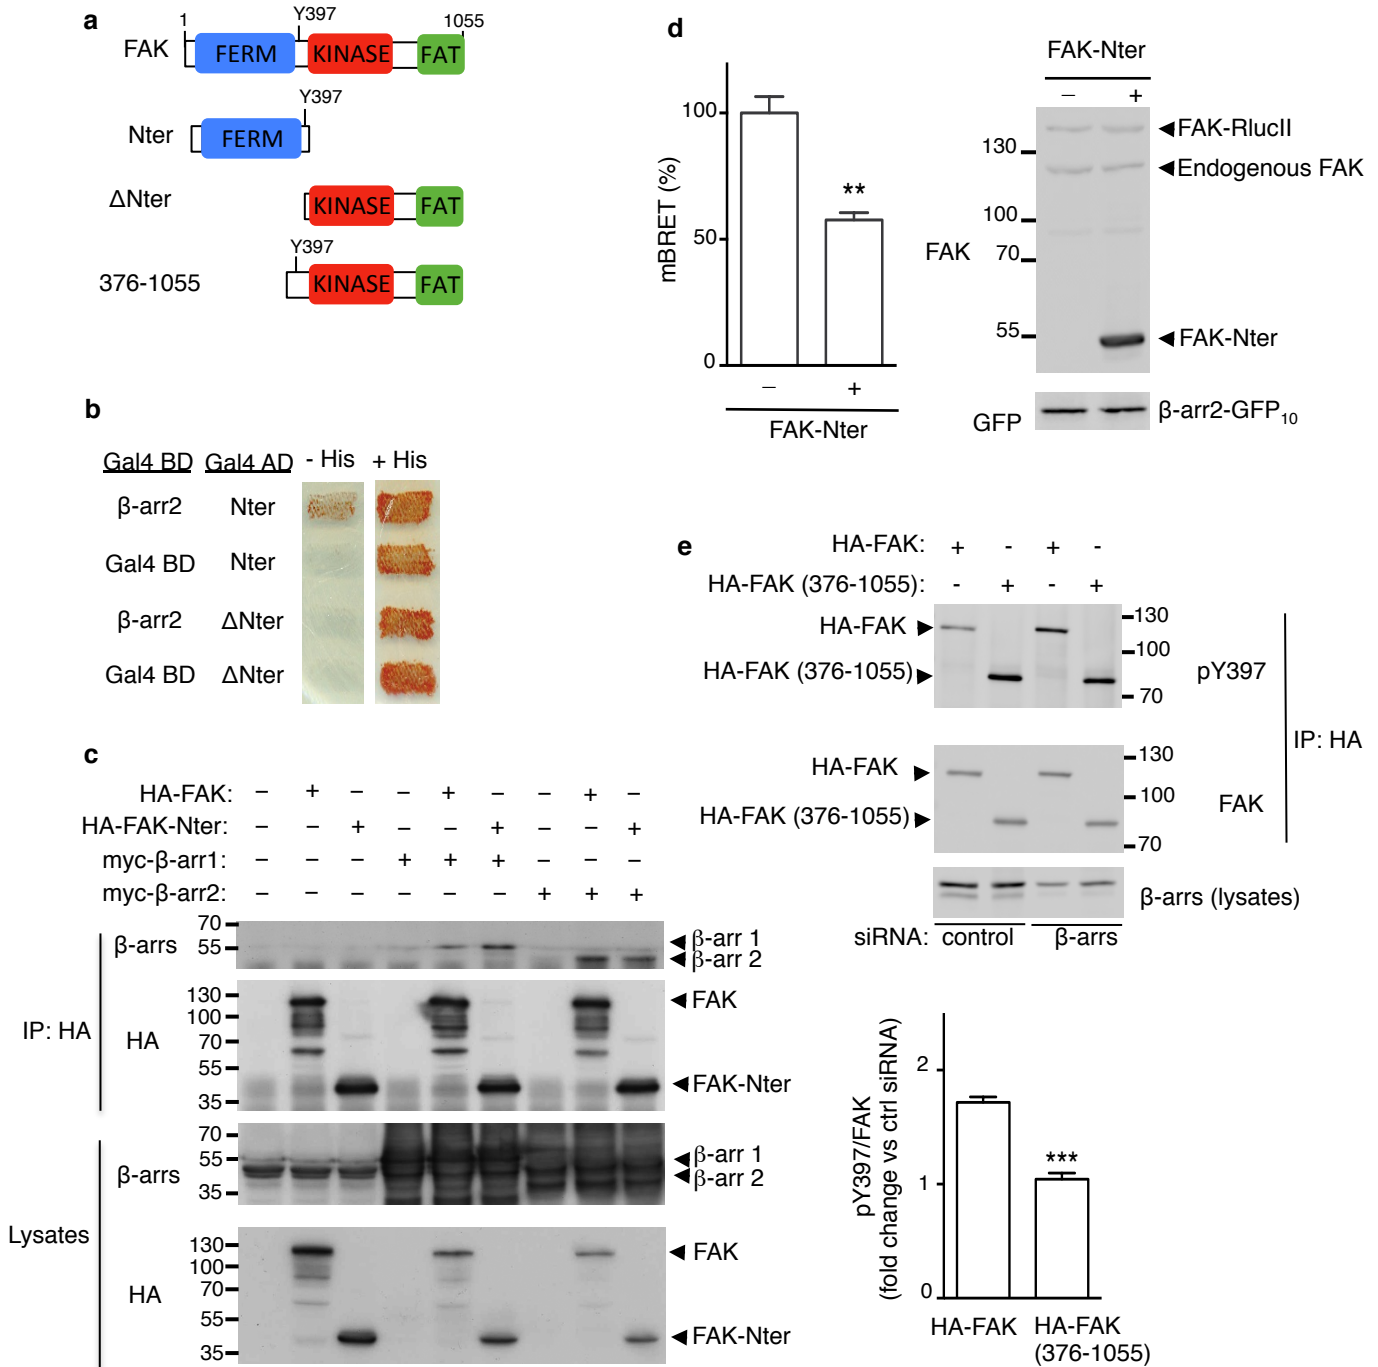 a
1 Y397 1055
FAK FERM KINASE FAT
Y397
Nter FERM
ΔNter KINASE FAT
Y397
376-1055 KINASE FAT
b
Gal4 BD Gal4 AD - His + His
β-arr2 Nter
Gal4 BD Nter
β-arr2 ΔNter
Gal4 BD ΔNter
c
HA-FAK: – + – – + – – + –
HA-FAK-Nter: – – + – – + – – +
myc-β-arr1: – – – + + + – – –
myc-β-arr2: – – – – – – + + +
IP: HA
β-arrs
70
55
β-arr 1
β-arr 2
HA
130
100
70
55
35
FAK
FAK-Nter
Lysates
β-arrs
70
55
35
β-arr 1
β-arr 2
HA
130
100
70
55
35
FAK
FAK-Nter
d
mBRET (%)
100
50
0
**
– +
FAK-Nter
FAK-Nter
– +
FAK
130
100
70
55
FAK-RlucII
Endogenous FAK
FAK-Nter
GFP β-arr2-GFP10
e
HA-FAK: + - + -
HA-FAK (376-1055): - + - +
HA-FAK
HA-FAK (376-1055)
130
100
70
pY397
IP: HA
HA-FAK
HA-FAK (376-1055)
130
100
70
FAK
β-arrs (lysates)
siRNA: control β-arrs
pY397/FAK
(fold change vs ctrl siRNA)
2
1
0
***
HA-FAK HA-FAK
(376-1055)